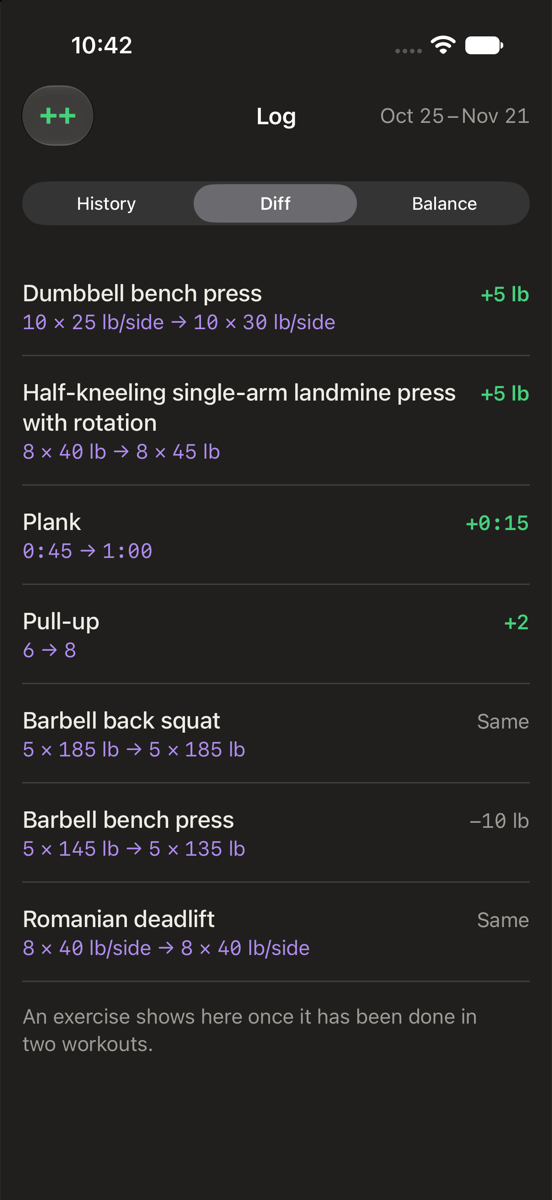 10:42
++
Log
Oct 25–Nov 21
History
Diff
Balance
Dumbbell bench press
+5 lb
10 × 25 lb/side → 10 × 30 lb/side
Half-kneeling single-arm landmine press
+5 lb
with rotation
8 × 40 lb → 8 × 45 lb
Plank
+0:15
0:45 → 1:00
Pull-up
+2
6 → 8
Barbell back squat
Same
5 × 185 lb → 5 × 185 lb
Barbell bench press
−10 lb
5 × 145 lb → 5 × 135 lb
Romanian deadlift
Same
8 × 40 lb/side → 8 × 40 lb/side
An exercise shows here once it has been done in
two workouts.